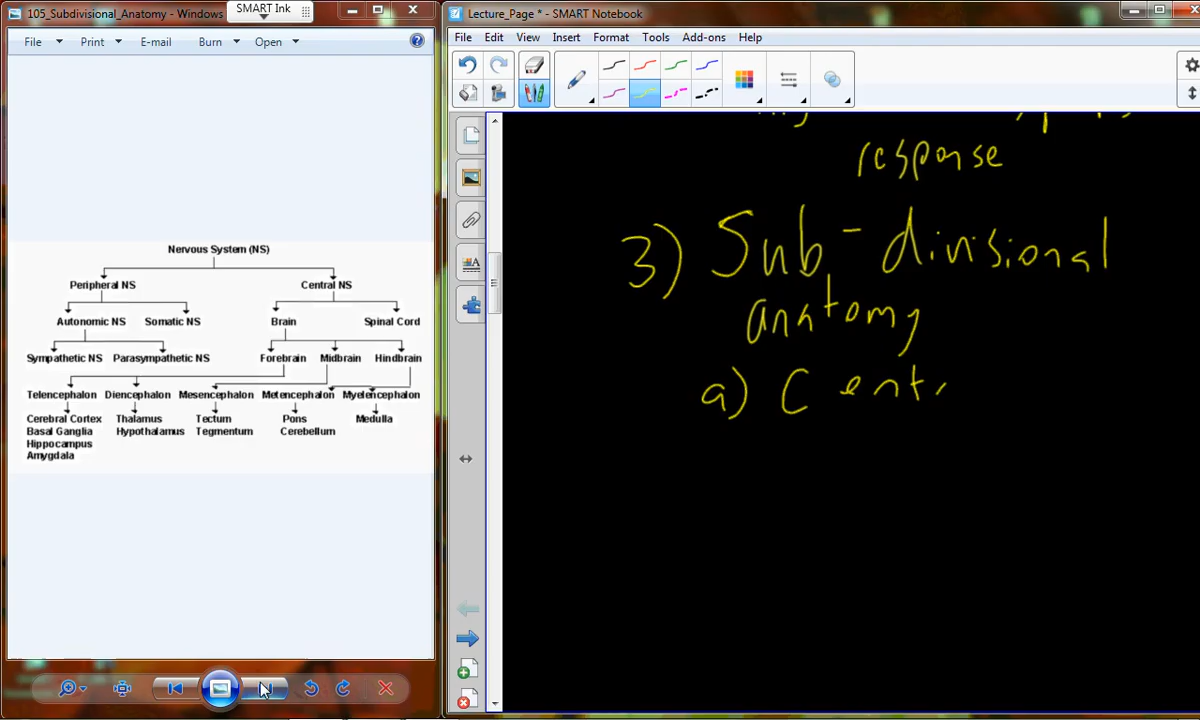 105_Subdivisional_Anatomy - Windows
SMART Ink
File Print E-mail Burn Open
Nervous System (NS)
Peripheral NS Central NS
Autonomic NS Somatic NS Brain Spinal Cord
Sympathetic NS Parasympathetic NS Forebrain Midbrain Hindbrain
Telencephalon Diencephalon Mesencephalon Metencephalon Myelencephalon
Cerebral Cortex Thalamus Tectum Pons Medulla
Basal Ganglia Hypothalamus Tegmentum Cerebellum
Hippocampus
Amygdala
Lecture_Page * - SMART Notebook
File Edit View Insert Format Tools Add-ons Help
response
3) Sub-divisional
anatomy
a) Centr